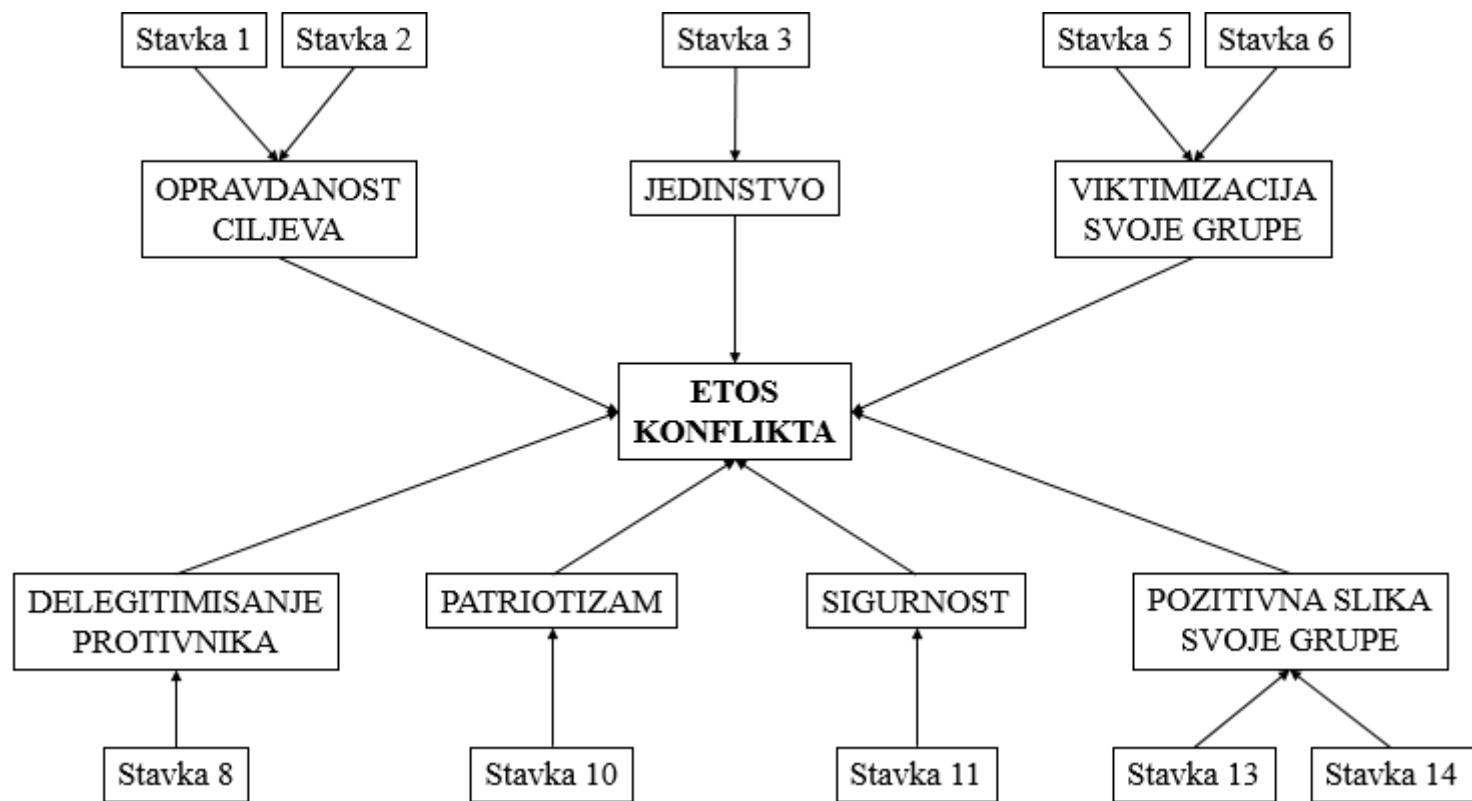 Stavka 1
Stavka 2
Stavka 3
Stavka 5
Stavka 6
OPRAVDANOST
CILJEVA
JEDINSTVO
VIKTIMIZACIJA
SVOJE GRUPE
ETOS
KONFLIKTA
DELEGITIMISANJE
PROTIVNIKA
PATRIOTIZAM
SIGURNOST
POZITIVNA SLIKA
SVOJE GRUPE
Stavka 8
Stavka 10
Stavka 11
Stavka 13
Stavka 14